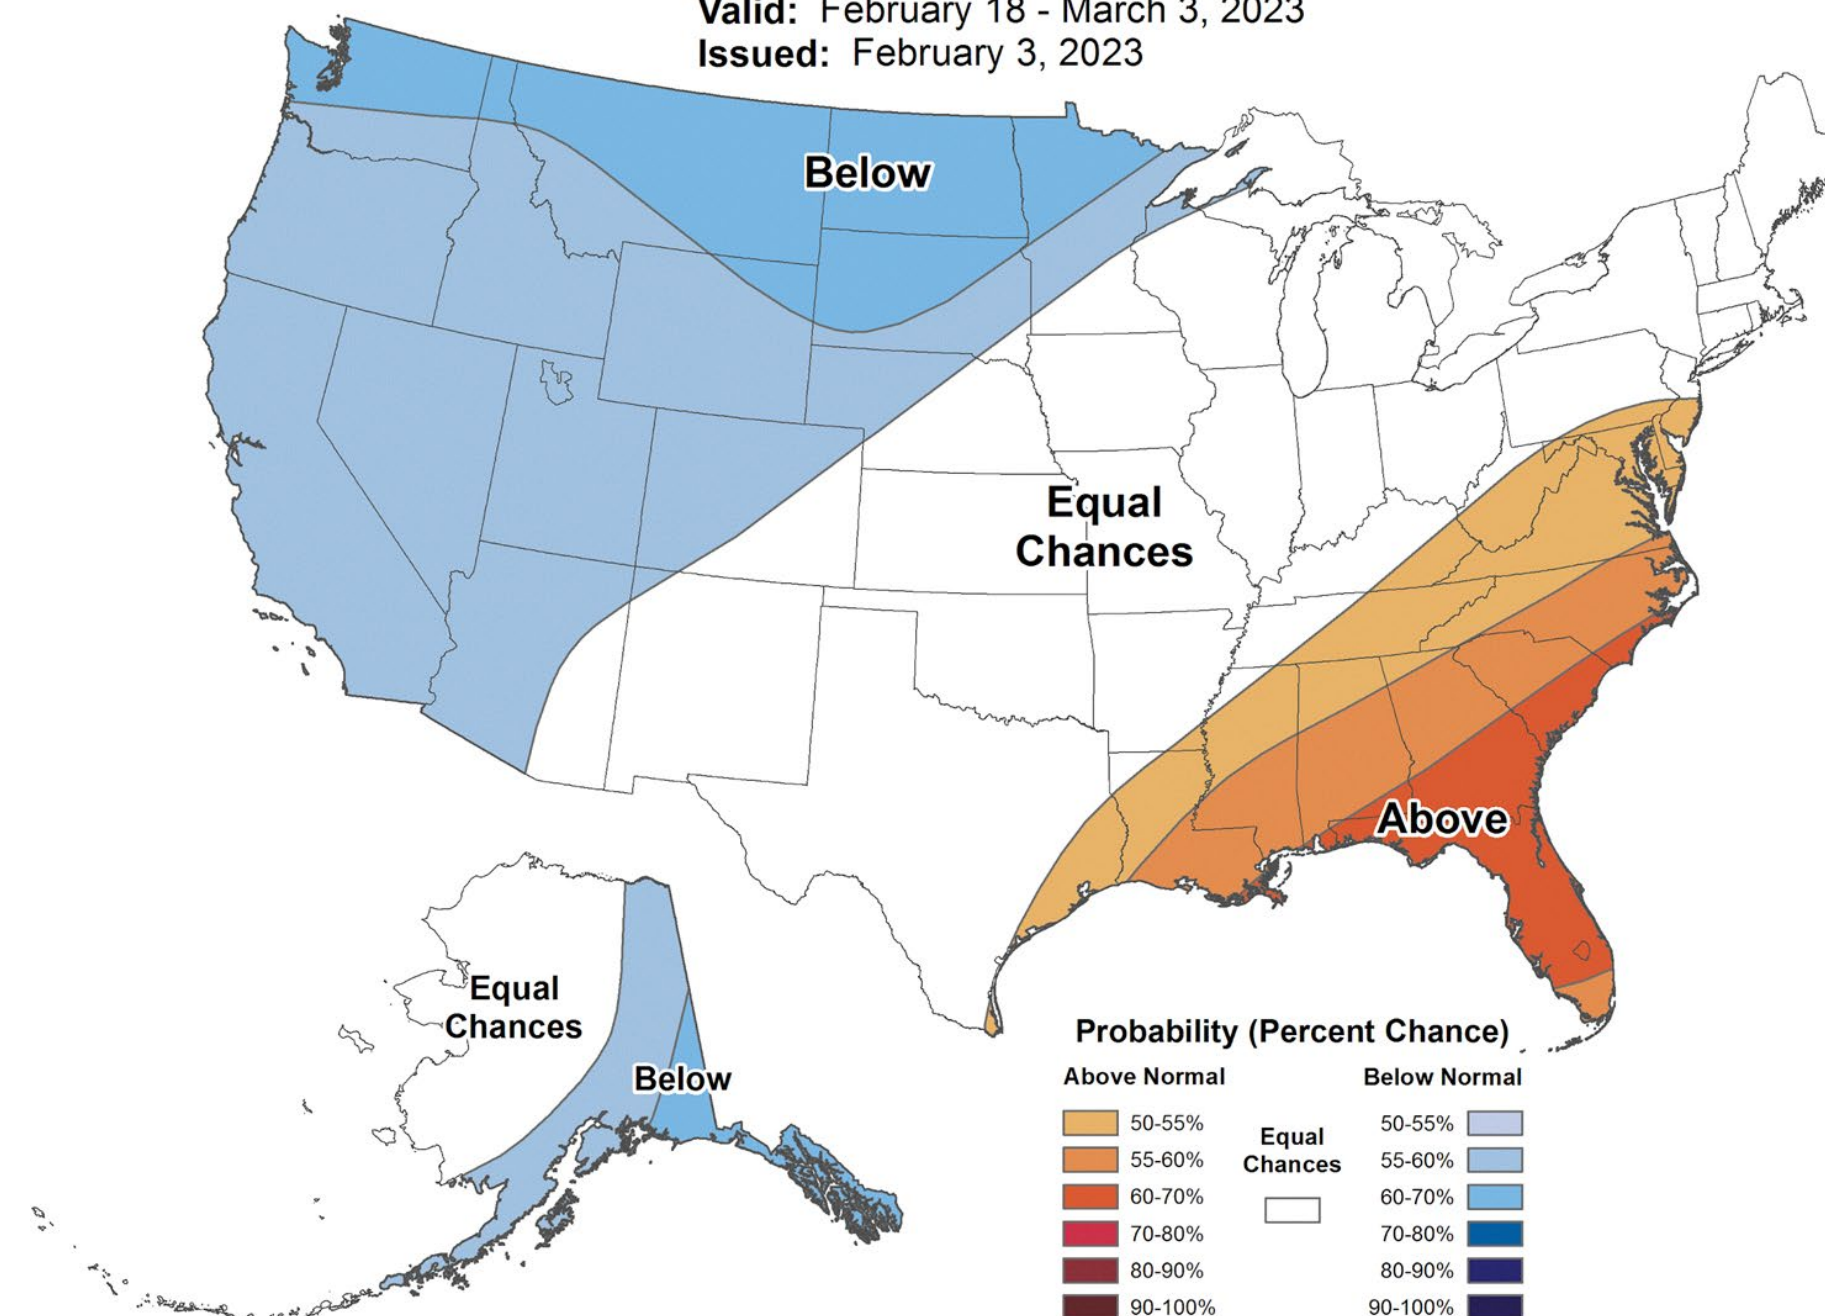 Valid: February 18 - March 3, 2023
Issued: February 3, 2023
Below
Equal
Chances
Above
Equal
Chances
Below
Probability (Percent Chance)
Above Normal
Below Normal
50-55%
55-60%
60-70%
70-80%
80-90%
90-100%
Equal
Chances
50-55%
55-60%
60-70%
70-80%
80-90%
90-100%